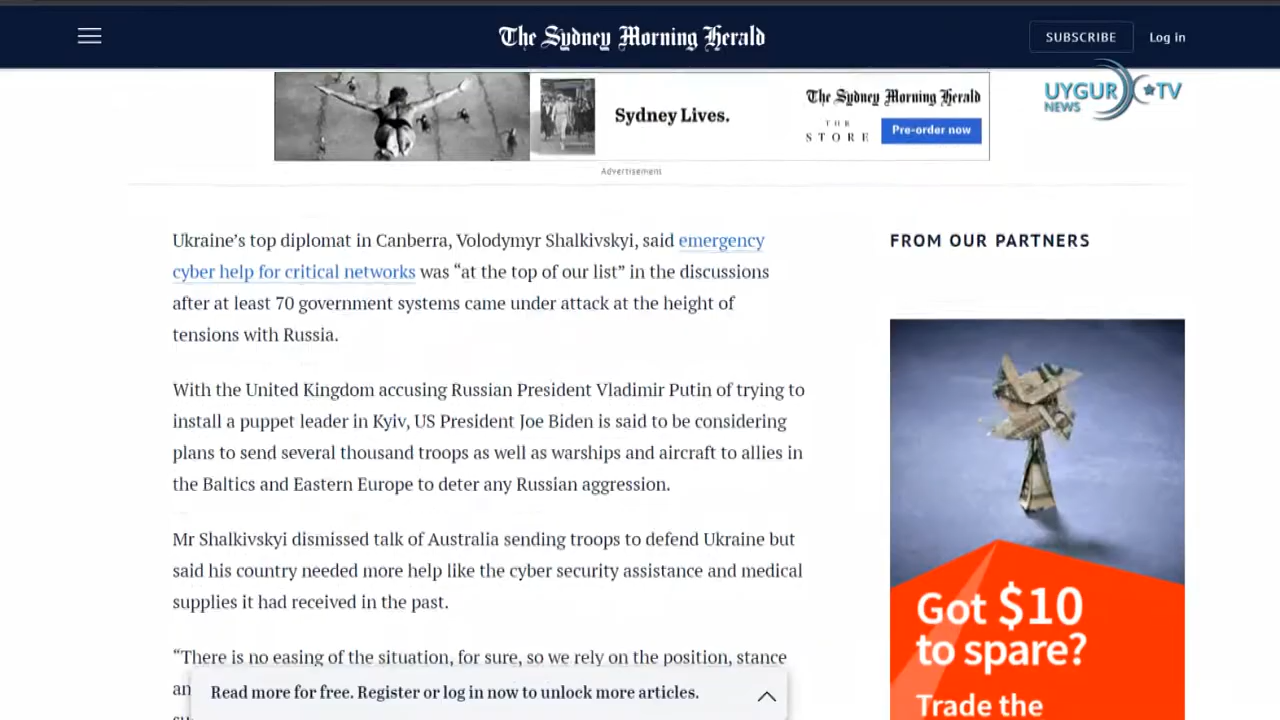 The Sydney Morning Herald
SUBSCRIBE
Log in
Sydney Lives.
The Sydney Morning Herald
THE
STORE
Pre-order now
UYGUR
NEWS
TV
Advertisement
Ukraine’s top diplomat in Canberra, Volodymyr Shalkivskyi, said emergency
cyber help for critical networks was “at the top of our list” in the discussions
after at least 70 government systems came under attack at the height of
tensions with Russia.
With the United Kingdom accusing Russian President Vladimir Putin of trying to
install a puppet leader in Kyiv, US President Joe Biden is said to be considering
plans to send several thousand troops as well as warships and aircraft to allies in
the Baltics and Eastern Europe to deter any Russian aggression.
Mr Shalkivskyi dismissed talk of Australia sending troops to defend Ukraine but
said his country needed more help like the cyber security assistance and medical
supplies it had received in the past.
“There is no easing of the situation, for sure, so we rely on the position, stance
an
Read more for free. Register or log in now to unlock more articles.
FROM OUR PARTNERS
Got $10
to spare?
Trade the